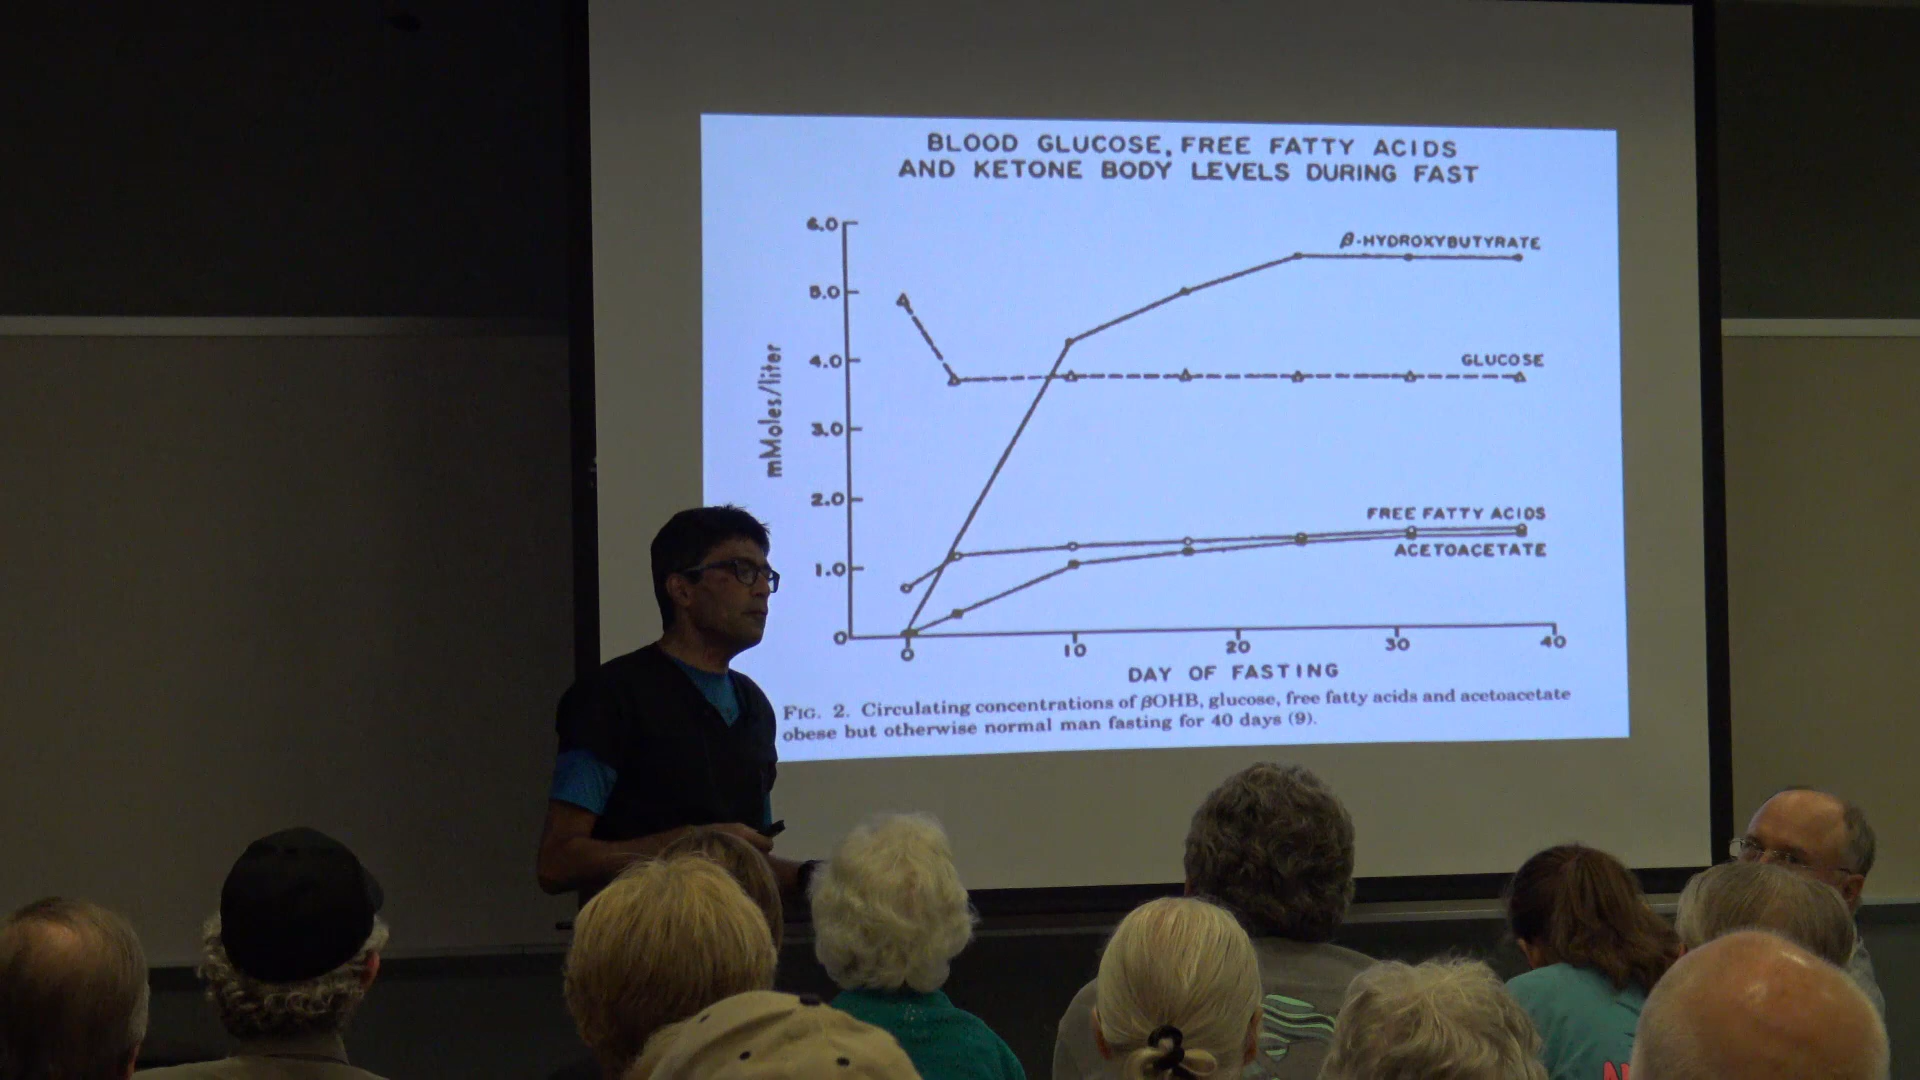 BLOOD GLUCOSE, FREE FATTY ACIDS
AND KETONE BODY LEVELS DURING FAST
6.0
β-HYDROXYBUTYRATE
5.0
4.0
GLUCOSE
mMoles/liter
3.0
2.0
FREE FATTY ACIDS
ACETOACETATE
1.0
0
0 10 20 30 40
DAY OF FASTING
FIG. 2. Circulating concentrations of βOHB, glucose, free fatty acids and acetoacetate
obese but otherwise normal man fasting for 40 days (9).